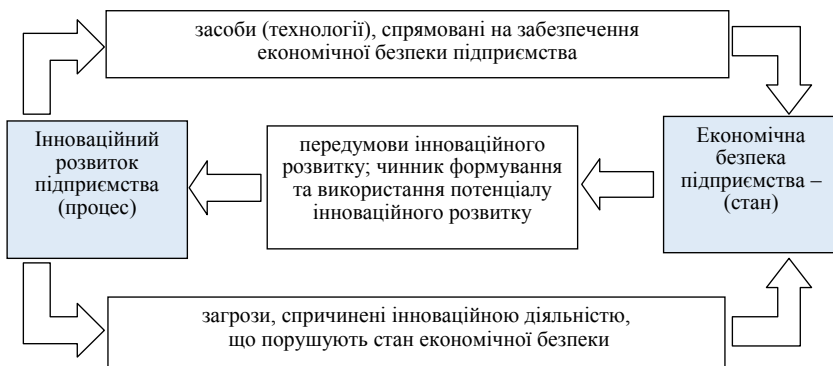 засоби (технології), спрямовані на забезпечення
економічної безпеки підприємства
Інноваційний
розвиток
підприємства
(процес)
передумови інноваційного
розвитку; чинник формування
та використання потенціалу
інноваційного розвитку
Економічна
безпека
підприємства –
(стан)
загрози, спричинені інноваційною діяльністю,
що порушують стан економічної безпеки